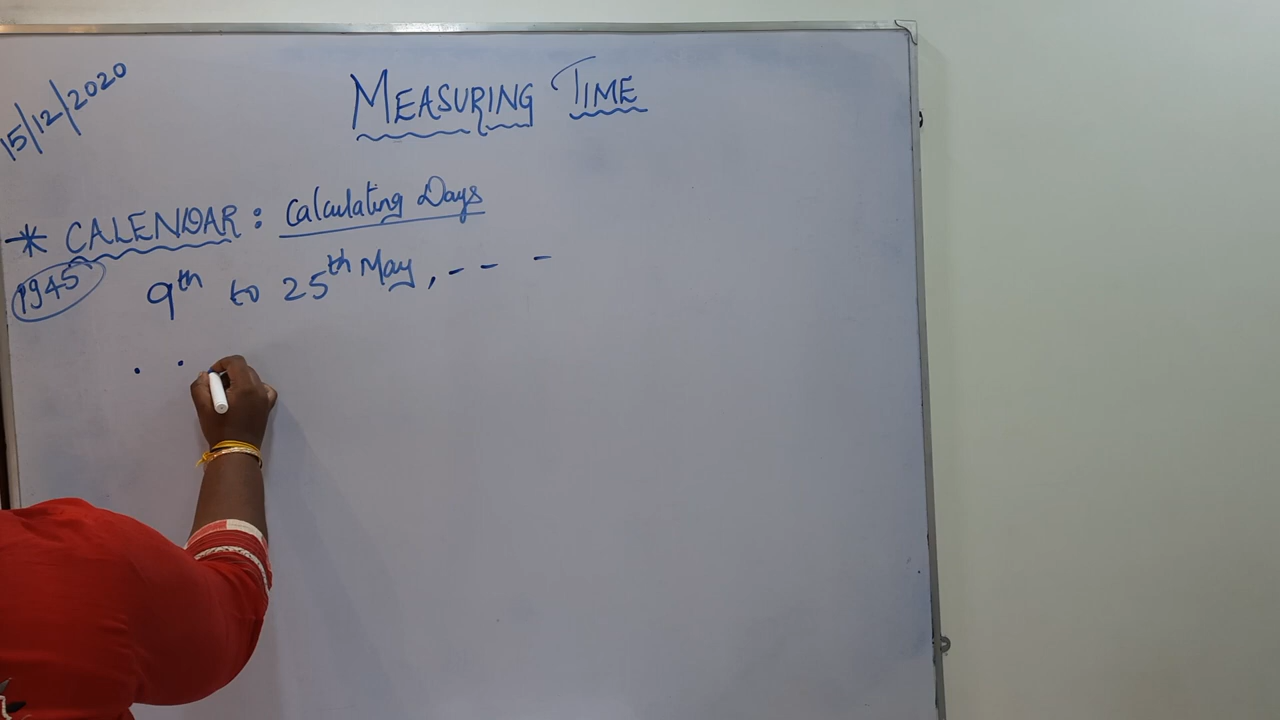 15/12/2020
MEASURING TIME
* CALENDAR: Calculating Days
1945
9th to 25th May, - - -